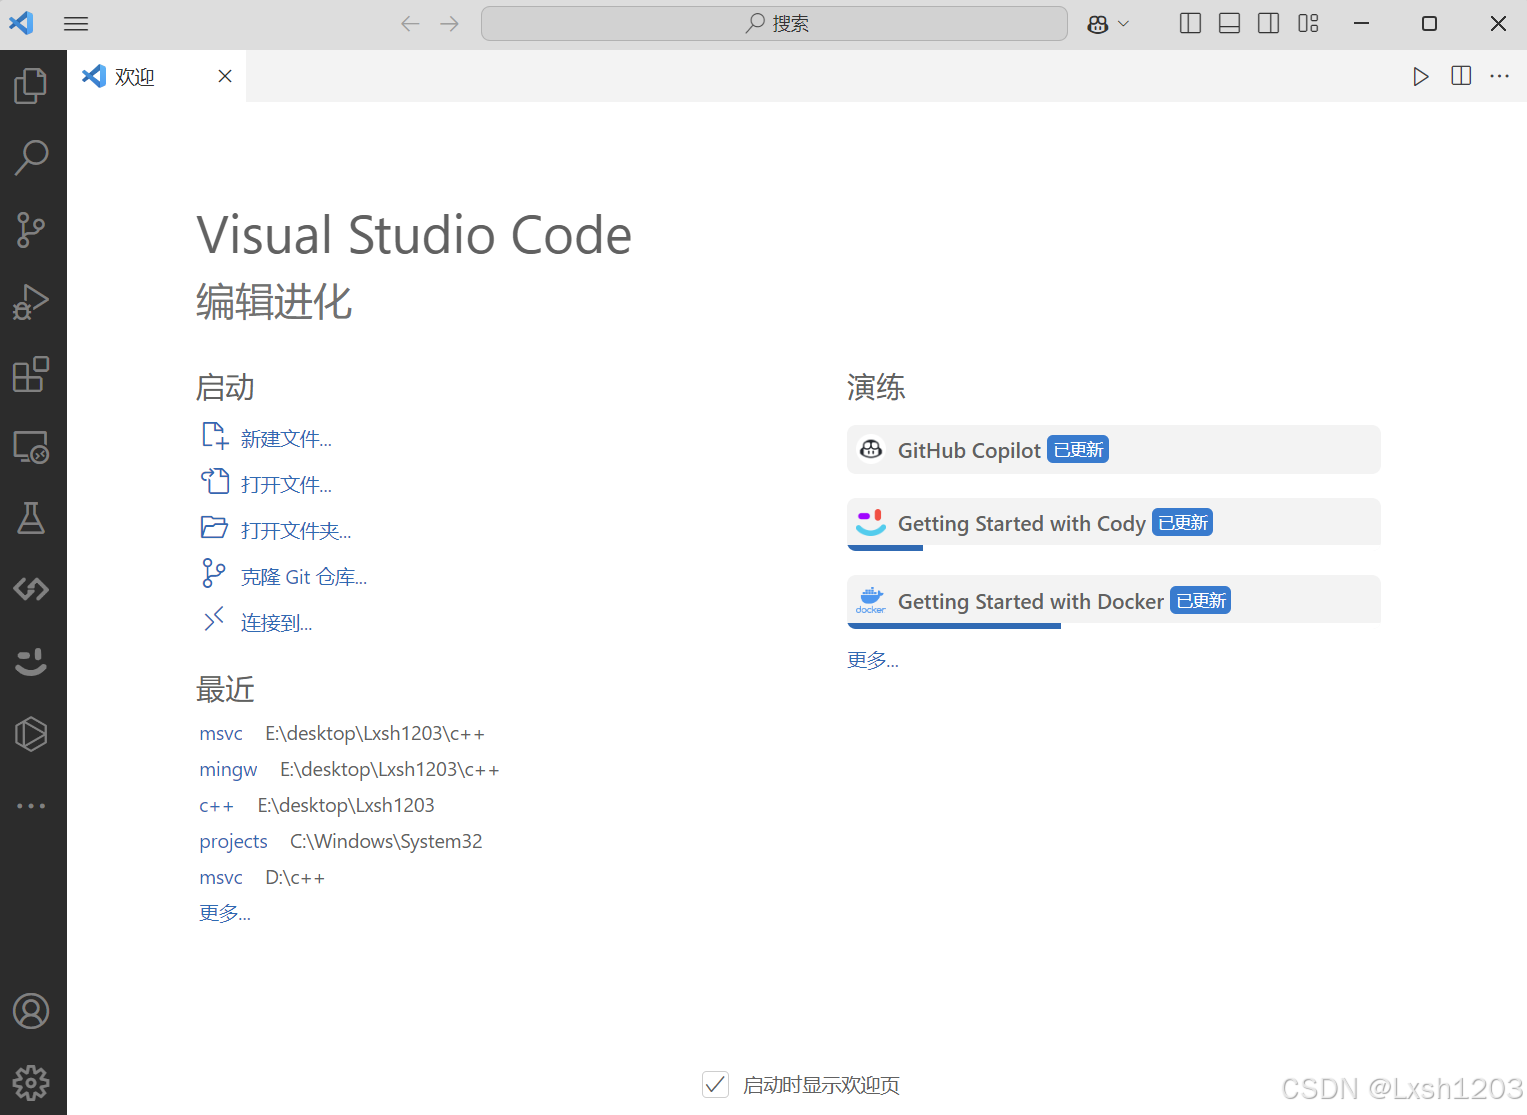 搜索
欢迎
Visual Studio Code
编辑进化
启动
新建文件...
打开文件...
打开文件夹...
克隆 Git 仓库...
连接到...
最近
msvc E:\desktop\Lxsh1203\c++
mingw E:\desktop\Lxsh1203\c++
c++ E:\desktop\Lxsh1203
projects C:\Windows\System32
msvc D:\c++
更多...
演练
GitHub Copilot 已更新
Getting Started with Cody 已更新
docker Getting Started with Docker 已更新
更多...
启动时显示欢迎页
CSDN @Lxsh1203